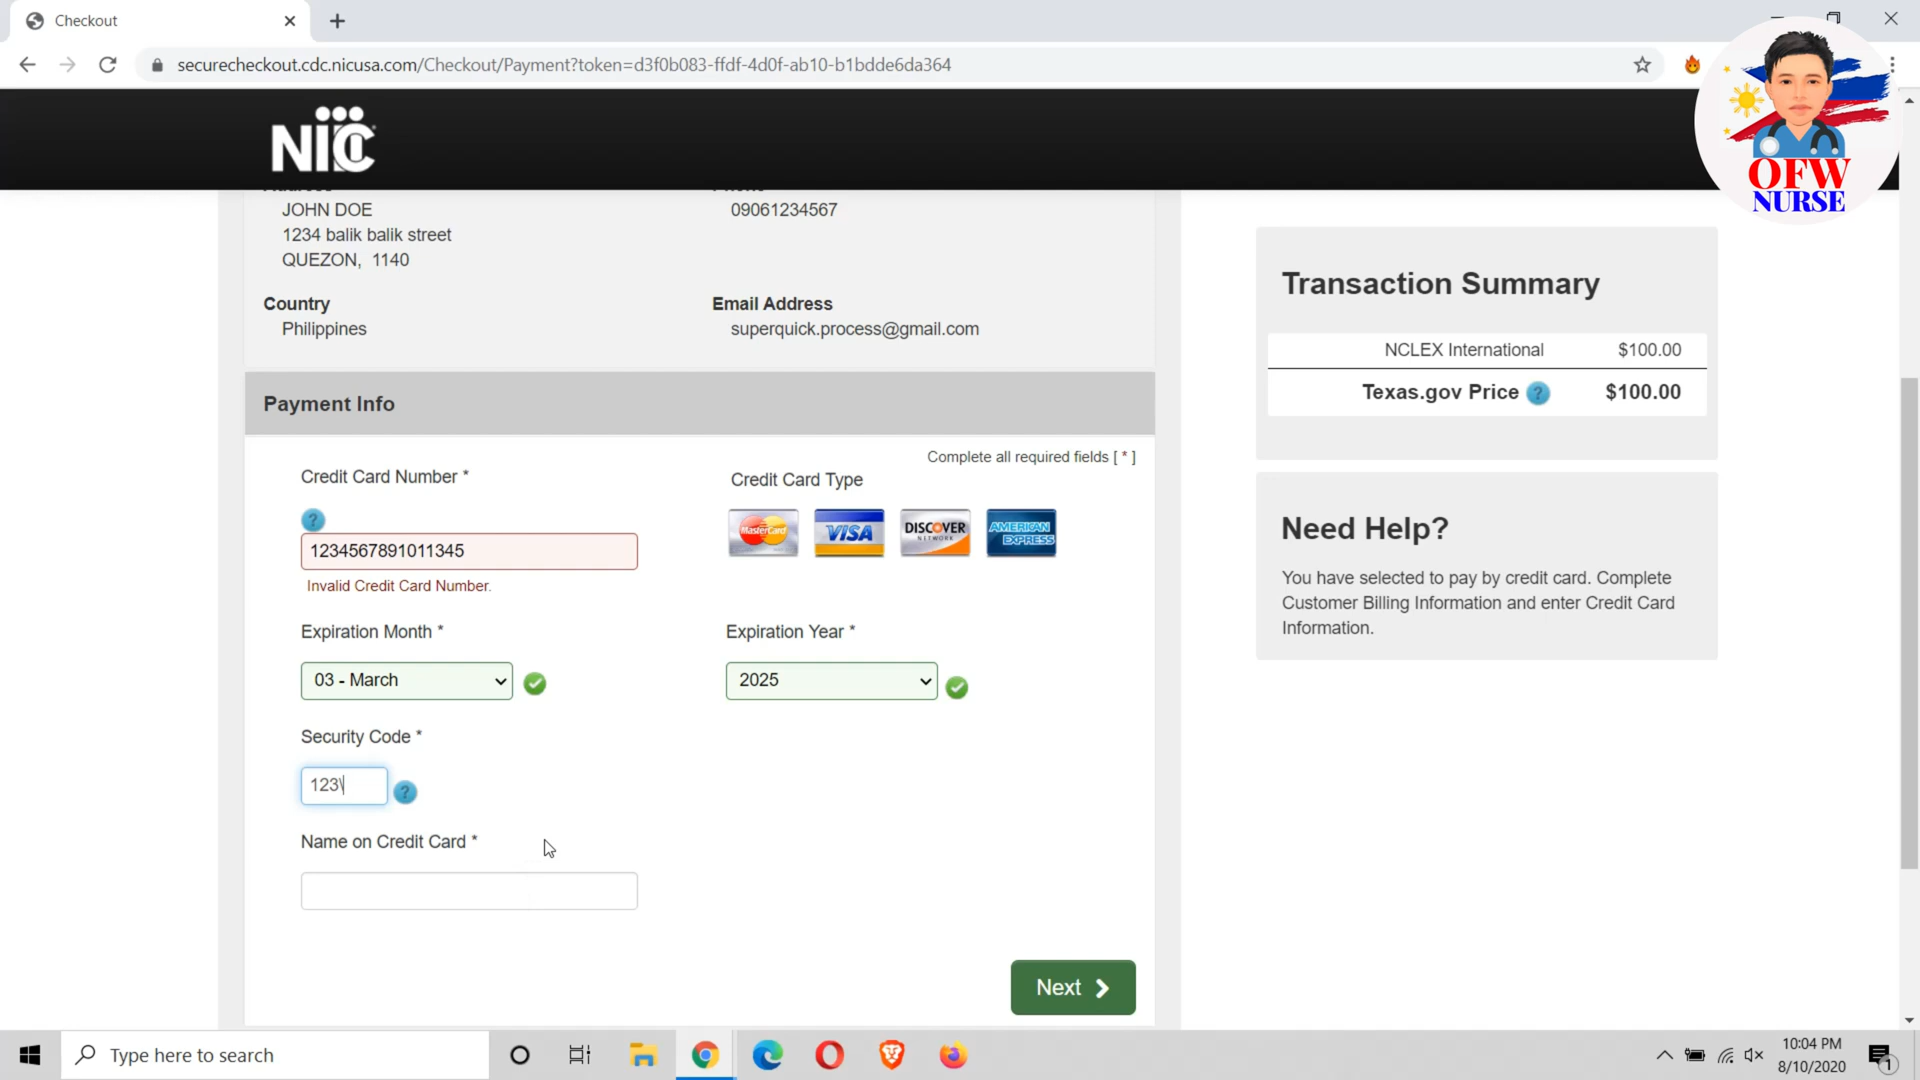 Checkout
securecheckout.cdc.nicusa.com/Checkout/Payment?token=d3f0b083-ffdf-4d0f-ab10-b1bdde6da364
NIC
OFW
NURSE
Address
Phone
JOHN DOE
09061234567
1234 balik balik street
QUEZON, 1140
Country
Email Address
Philippines
superquick.process@gmail.com
Transaction Summary
NCLEX International $100.00
Texas.gov Price ? $100.00
Payment Info
Complete all required fields [ * ]
Credit Card Number *
Credit Card Type
?
MasterCard
VISA
DISCOVER
NETWORK
AMERICAN
EXPRESS
1234567891011345
Invalid Credit Card Number.
Need Help?
You have selected to pay by credit card. Complete
Customer Billing Information and enter Credit Card
Information.
Expiration Month *
Expiration Year *
03 - March
2025
Security Code *
123\
?
Name on Credit Card *
Next
Type here to search
10:04 PM
8/10/2020
1